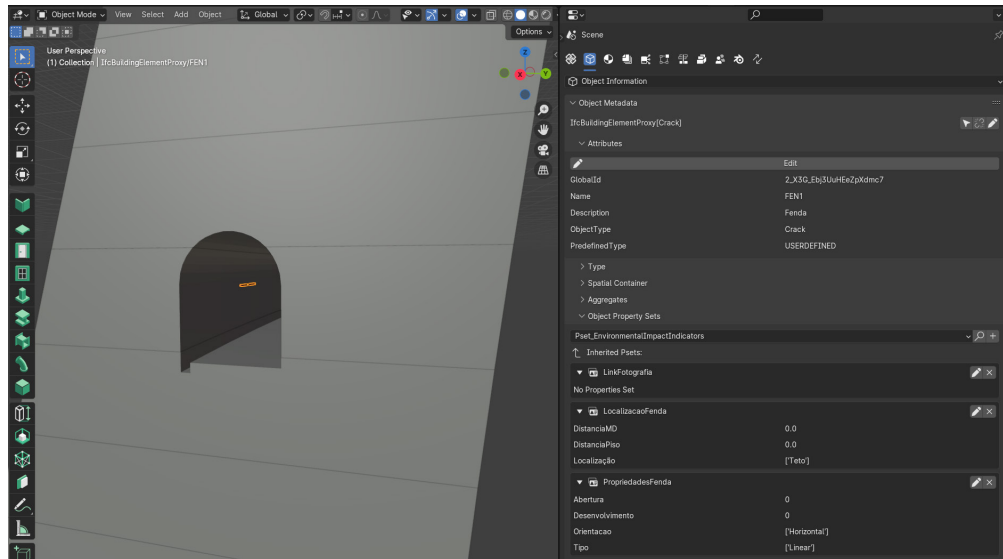 Object Mode View Select Add Object Global
Options
User Perspective
(1) Collection | IfcBuildingElementProxy/FEN1
Z
X
Y
Scene
Object Information
Object Metadata
IfcBuildingElementProxy[Crack]
Attributes
Edit
GlobalId 2_X3G_Ebj3UuHEeZpXdmc7
Name FEN1
Description Fenda
ObjectType Crack
PredefinedType USERDEFINED
Type
Spatial Container
Aggregates
Object Property Sets
Pset_EnvironmentalImpactIndicators
Inherited Psets:
LinkFotografia
No Properties Set
LocalizacaoFenda
DistanciaMD 0.0
DistanciaPiso 0.0
Localização ['Teto']
PropriedadesFenda
Abertura 0
Desenvolvimento 0
Orientacao ['Horizontal']
Tipo ['Linear']